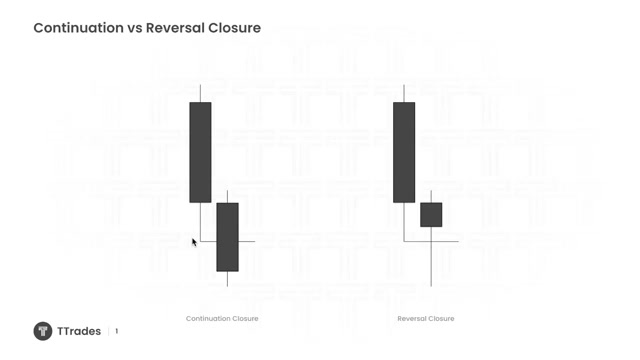 Continuation vs Reversal Closure
Continuation Closure
Reversal Closure
TTrades
1